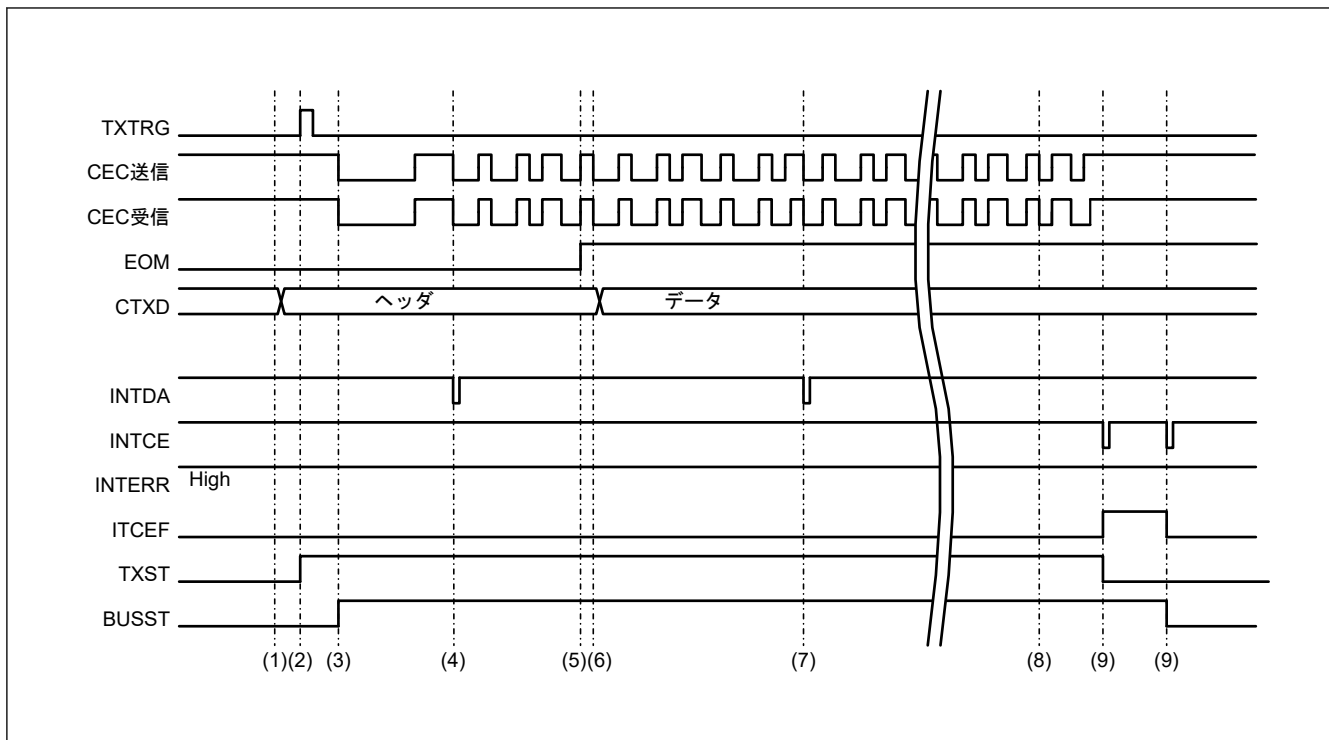 TXTRG
CEC送信
CEC受信
EOM
CTXD ヘッダ データ
INTDA
INTCE
INTERR High
ITCEF
TXST
BUSST
(1)(2) (3) (4) (5)(6) (7) (8) (9) (9)